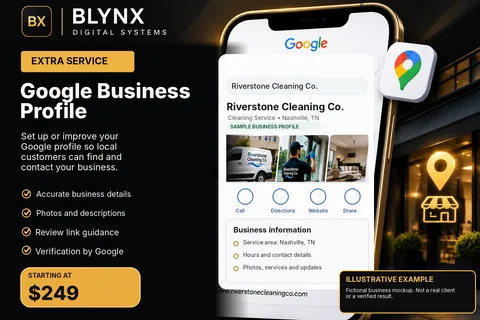 BX
BLYNX
DIGITAL SYSTEMS
EXTRA SERVICE
Google Business
Profile
Set up or improve your
Google profile so local
customers can find and
contact your business.
Accurate business details
Photos and descriptions
Review link guidance
Verification by Google
STARTING AT
$249
Google
Riverstone Cleaning Co.
Riverstone Cleaning Co.
Cleaning Service • Nashville, TN
SAMPLE BUSINESS PROFILE
Riverstone
Cleaning Co.
Call
Directions
Website
Share
Business information
Service area: Nashville, TN
Hours and contact details
Photos, services and updates
.riverstonecleaningco.com
ILLUSTRATIVE EXAMPLE
Fictional business mockup. Not a real client
or a verified result.